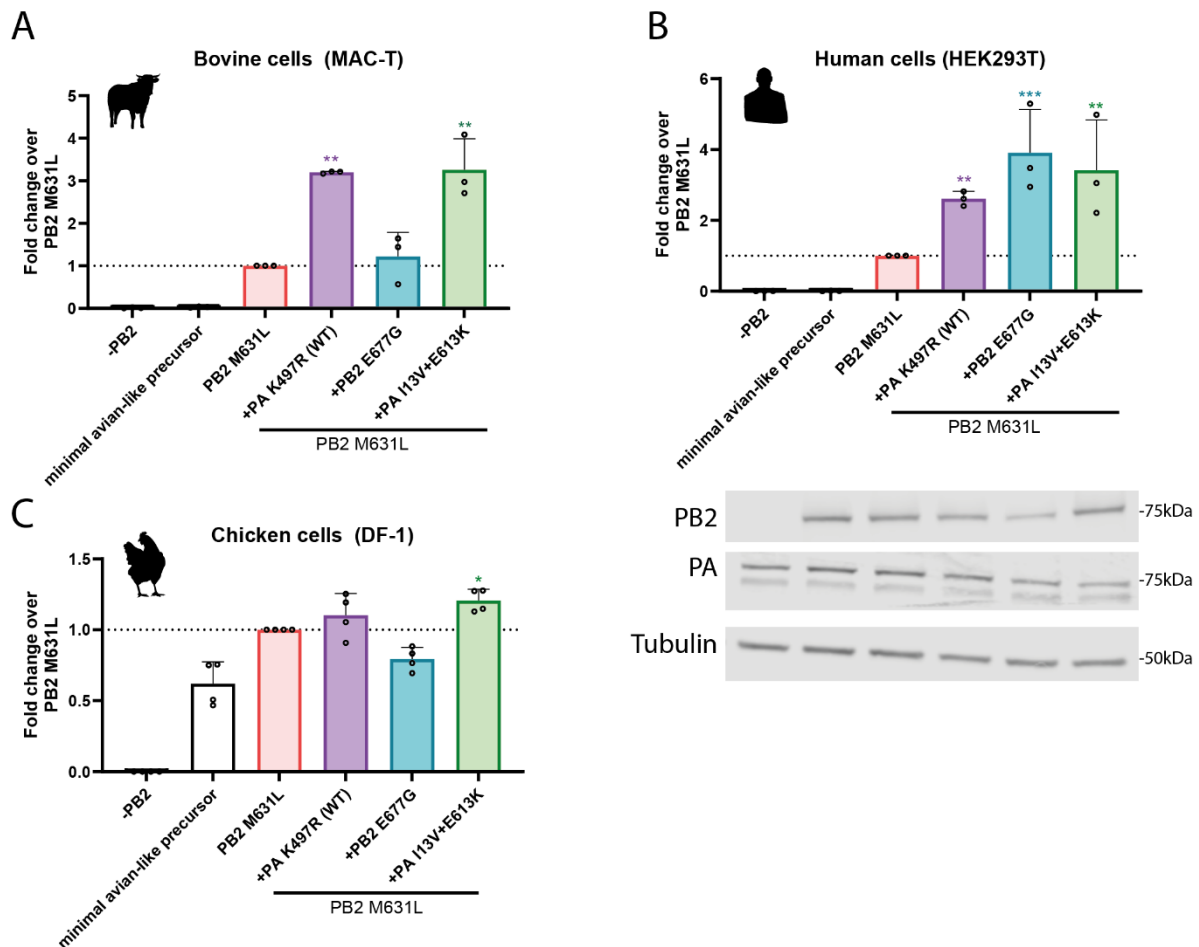 A
Bovine cells (MAC-T)
Fold change over
PB2 M631L
5
4
3
2
1
0
**
**
-PB2
minimal avian-like precursor
PB2 M631L
+PA K497R (WT)
+PB2 E677G
+PA I13V+E613K
PB2 M631L
B
Human cells (HEK293T)
Fold change over
PB2 M631L
6
4
2
0
**
***
**
-PB2
minimal avian-like precursor
PB2 M631L
+PA K497R (WT)
+PB2 E677G
+PA I13V+E613K
PB2 M631L
PB2
-75kDa
PA
-75kDa
Tubulin
-50kDa
C
Chicken cells (DF-1)
Fold change over
PB2 M631L
1.5
1.0
0.5
0.0
*
-PB2
minimal avian-like precursor
PB2 M631L
+PA K497R (WT)
+PB2 E677G
+PA I13V+E613K
PB2 M631L